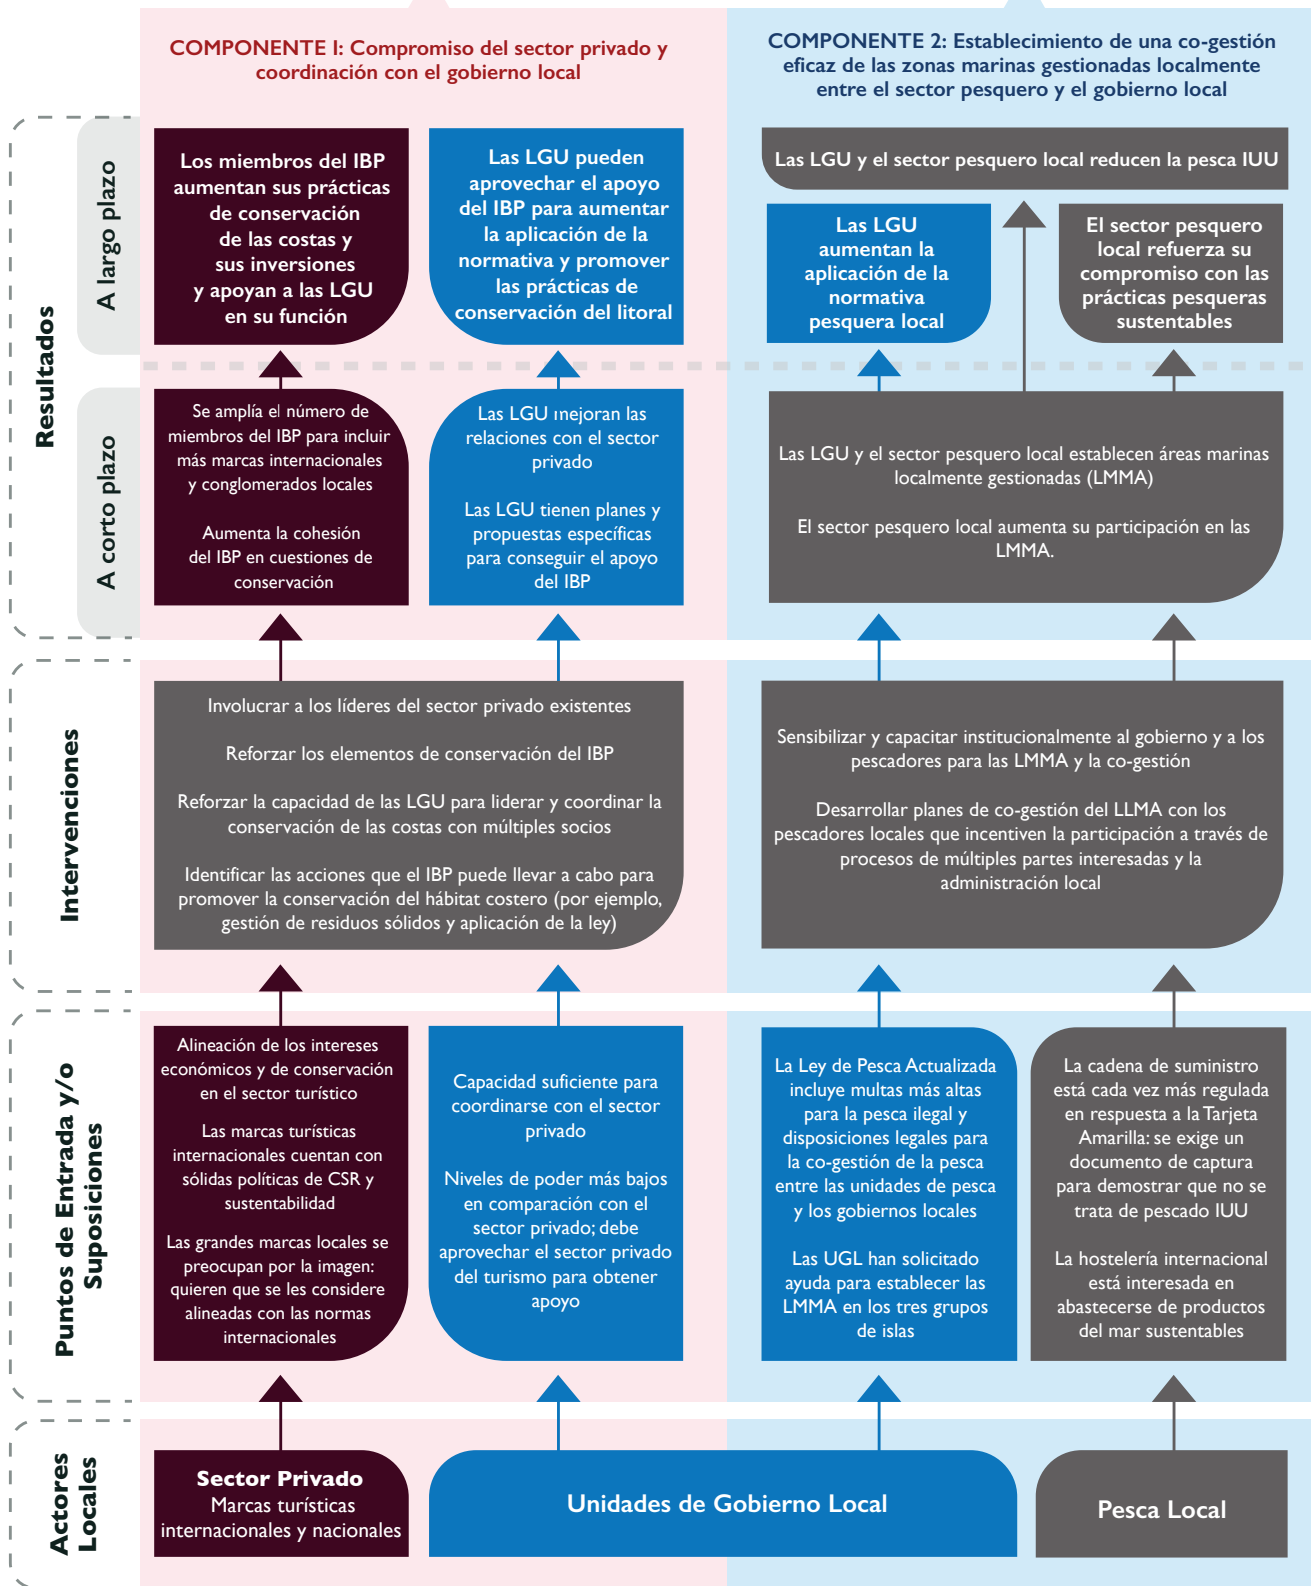 COMPONENTE 1: Compromiso del sector privado y
coordinación con el gobierno local
COMPONENTE 2: Establecimiento de una co-gestión
eficaz de las zonas marinas gestionadas localmente
entre el sector pesquero y el gobierno local
Resultados
A largo plazo
Los miembros del IBP
aumentan sus prácticas
de conservación
de las costas y
sus inversiones
y apoyan a las LGU
en su función
Las LGU pueden
aprovechar el apoyo
del IBP para aumentar
la aplicación de la
normativa y promover
las prácticas de
conservación del litoral
Las LGU y el sector pesquero local reducen la pesca IUU
Las LGU
aumentan la
aplicación de la
normativa
pesquera local
El sector pesquero
local refuerza su
compromiso con las
prácticas pesqueras
sustentables
A corto plazo
Se amplía el número de
miembros del IBP para incluir
más marcas internacionales
y conglomerados locales
Aumenta la cohesión
del IBP en cuestiones de
conservación
Las LGU mejoran las
relaciones con el sector
privado
Las LGU tienen planes y
propuestas específicas
para conseguir el apoyo
del IBP
Las LGU y el sector pesquero local establecen áreas marinas
localmente gestionadas (LMMA)
El sector pesquero local aumenta su participación en las
LMMA.
Intervenciones
Involucrar a los líderes del sector privado existentes
Reforzar los elementos de conservación del IBP
Reforzar la capacidad de las LGU para liderar y coordinar la
conservación de las costas con múltiples socios
Identificar las acciones que el IBP puede llevar a cabo para
promover la conservación del hábitat costero (por ejemplo,
gestión de residuos sólidos y aplicación de la ley)
Sensibilizar y capacitar institucionalmente al gobierno y a los
pescadores para las LMMA y la co-gestión
Desarrollar planes de co-gestión del LLMA con los
pescadores locales que incentiven la participación a través de
procesos de múltiples partes interesadas y la
administración local
Puntos de Entrada y/o
Suposiciones
Alineación de los intereses
económicos y de conservación
en el sector turístico
Las marcas turísticas
internacionales cuentan con
sólidas políticas de CSR y
sustentabilidad
Las grandes marcas locales se
preocupan por la imagen:
quieren que se les considere
alineadas con las normas
internacionales
Capacidad suficiente para
coordinarse con el sector
privado
Niveles de poder más bajos
en comparación con el
sector privado; debe
aprovechar el sector privado
del turismo para obtener
apoyo
La Ley de Pesca Actualizada
incluye multas más altas
para la pesca ilegal y
disposiciones legales para
la co-gestión de la pesca
entre las unidades de pesca
y los gobiernos locales
Las UGL han solicitado
ayuda para establecer las
LMMA en los tres grupos
de islas
La cadena de suministro
está cada vez más regulada
en respuesta a la Tarjeta
Amarilla: se exige un
documento de captura
para demostrar que no se
trata de pescado IUU
La hostelería internacional
está interesada en
abastecerse de productos
del mar sustentables
Actores
Locales
Sector Privado
Marcas turísticas
internacionales y nacionales
Unidades de Gobierno Local
Pesca Local